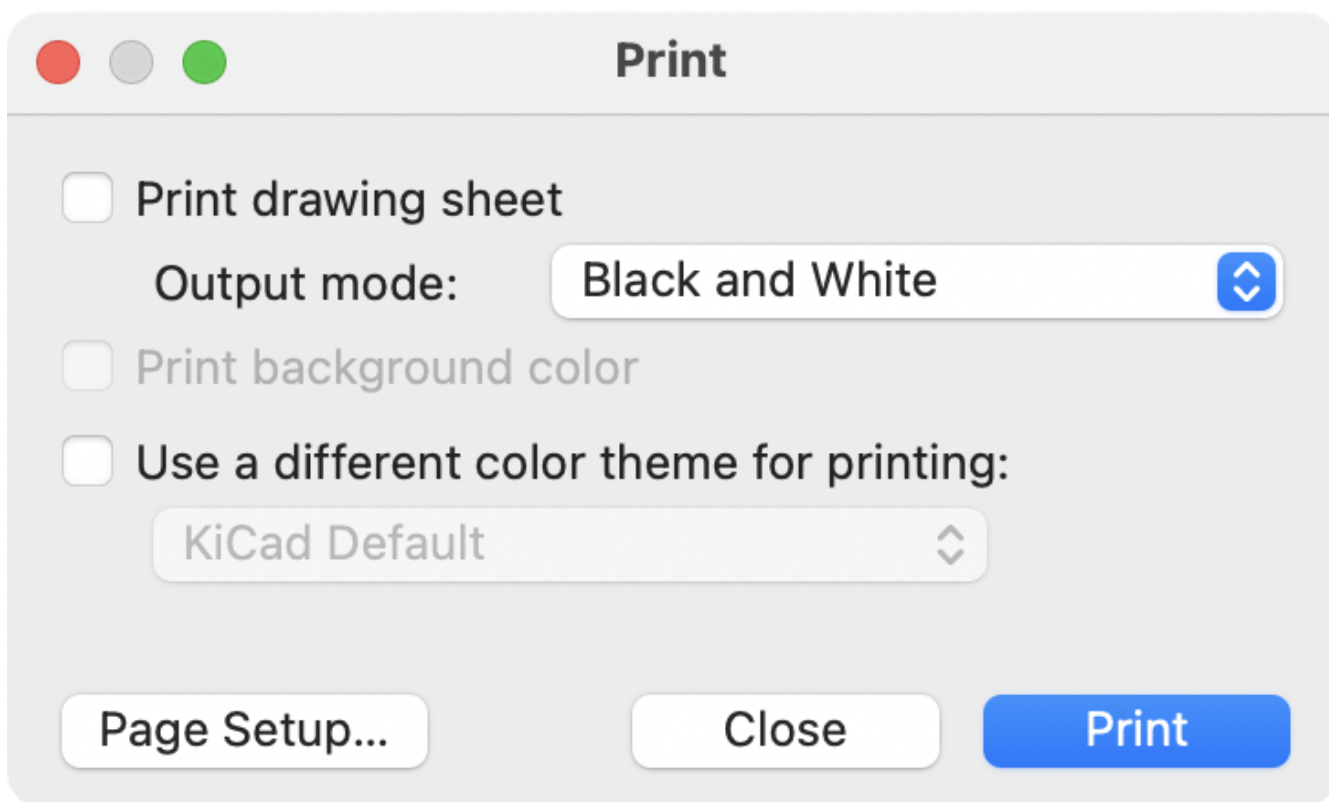 Print
Print drawing sheet
Output mode: Black and White
Print background color
Use a different color theme for printing:
KiCad Default
Page Setup... Close Print